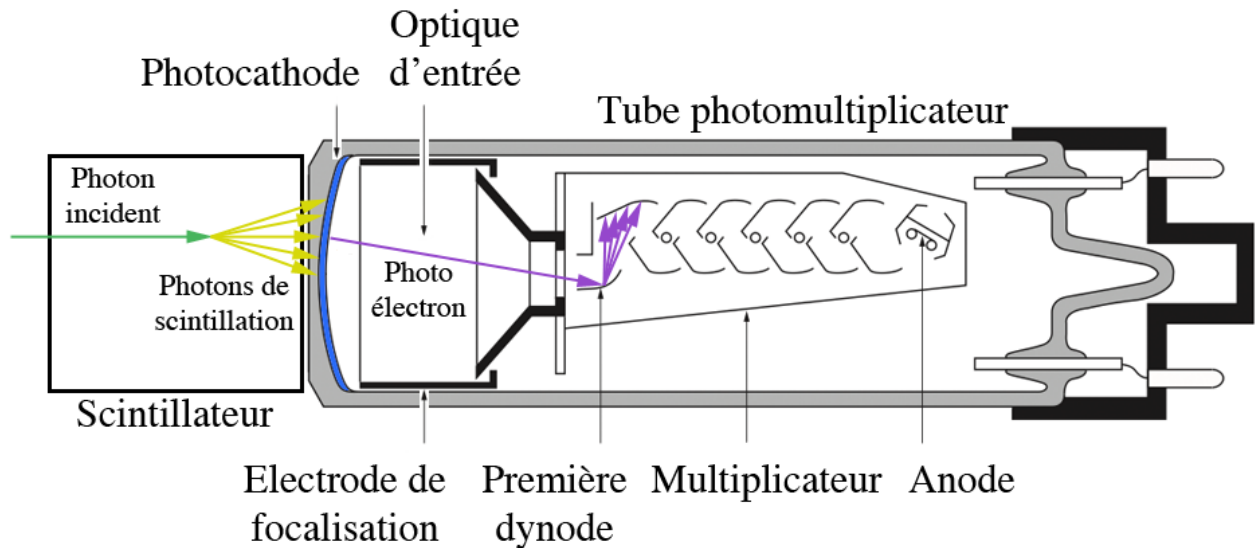 Optique
d’entrée
Photocathode
Tube photomultiplicateur
Photon
incident
Photons de
scintillation
Photo
électron
Scintillateur
Electrode de
focalisation
Première
dynode
Multiplicateur
Anode